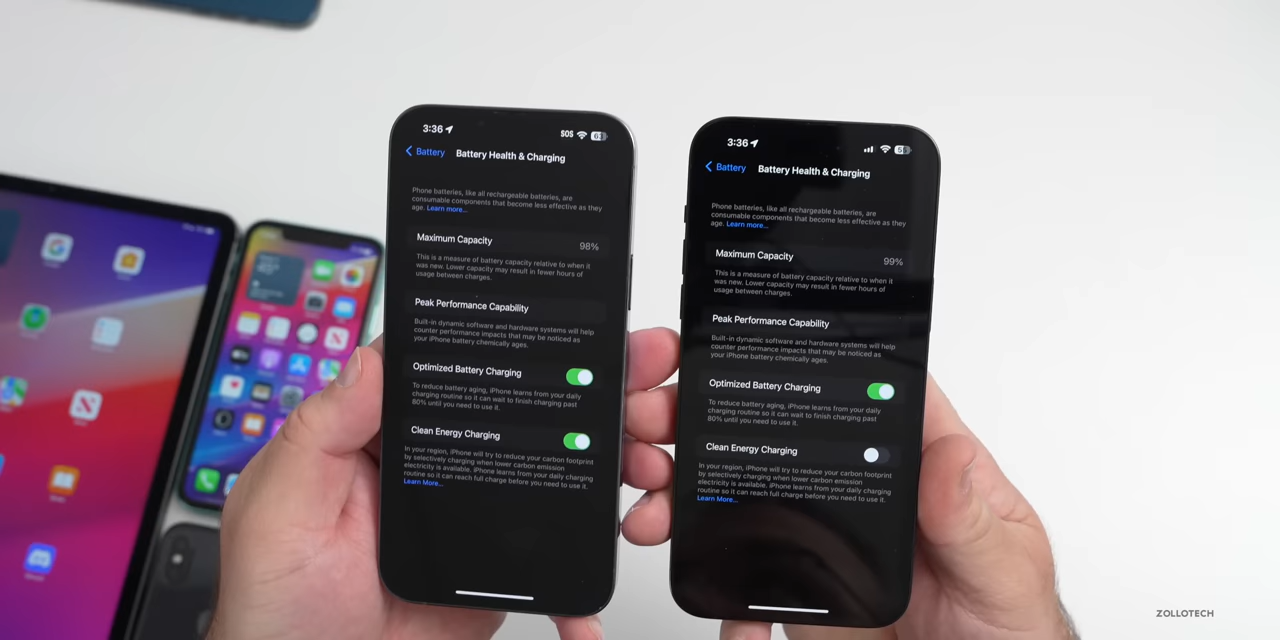 3:36
SOS
Battery
Battery Health & Charging
Phone batteries, like all rechargeable batteries, are
consumable components that become less effective as they
age. Learn more...
Maximum Capacity
98%
This is a measure of battery capacity relative to when it
was new. Lower capacity may result in fewer hours of
usage between charges.
Peak Performance Capability
Built-in dynamic software and hardware systems will help
counter performance impacts that may be noticed as
your iPhone battery chemically ages.
Optimized Battery Charging
To reduce battery aging, iPhone learns from your daily
charging routine so it can wait to finish charging past
80% until you need to use it.
Clean Energy Charging
In your region, iPhone will try to reduce your carbon footprint
by selectively charging when lower carbon emission
electricity is available. iPhone learns from your daily charging
routine so it can reach full charge before you need to use it.
Learn More...
3:36
Battery
Battery Health & Charging
Phone batteries, like all rechargeable batteries, are
consumable components that become less effective as they
age. Learn more...
Maximum Capacity
99%
This is a measure of battery capacity relative to when it
was new. Lower capacity may result in fewer hours of
usage between charges.
Peak Performance Capability
Built-in dynamic software and hardware systems will help
counter performance impacts that may be noticed as
your iPhone battery chemically ages.
Optimized Battery Charging
To reduce battery aging, iPhone learns from your daily
charging routine so it can wait to finish charging past
80% until you need to use it.
Clean Energy Charging
In your region, iPhone will try to reduce your carbon footprint
by selectively charging when lower carbon emission
electricity is available. iPhone learns from your daily charging
routine so it can reach full charge before you need to use it.
Learn More...
ZOLLOTECH